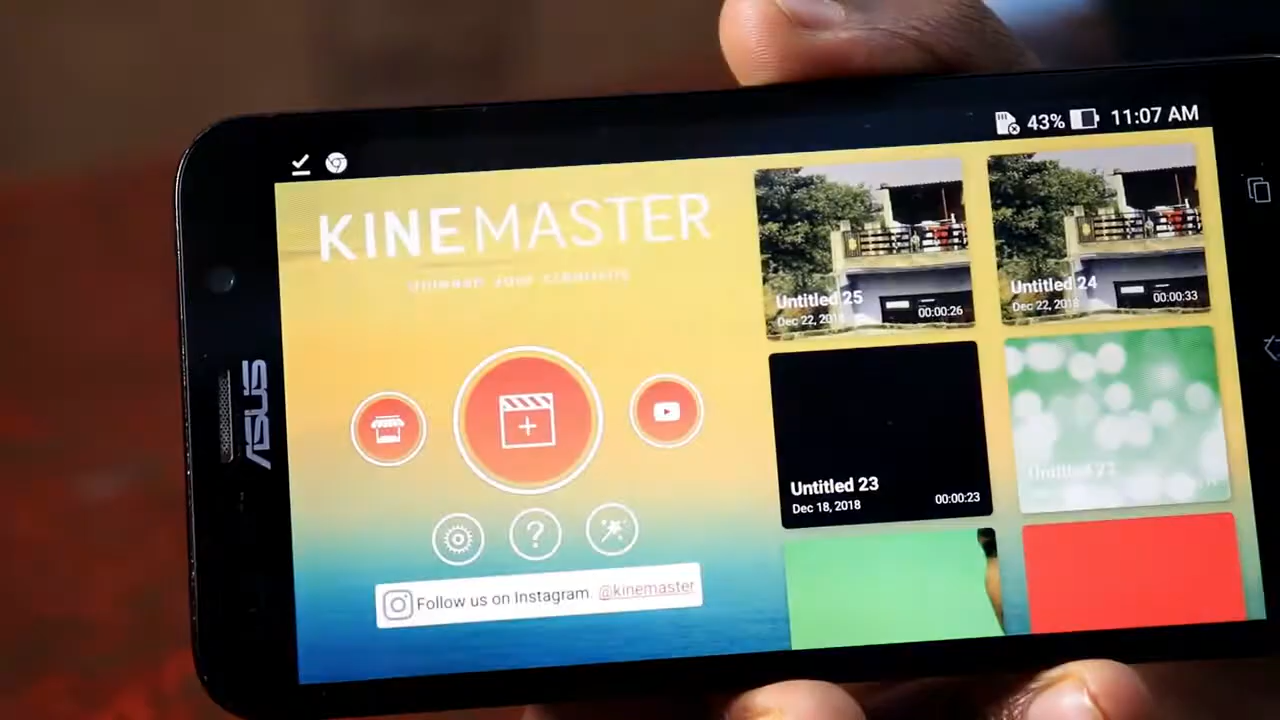 43% 11:07 AM
KINEMASTER
Untitled 25
Dec 22, 2018
00:00:26
Untitled 24
Dec 22, 2018
00:00:33
Untitled 23
Dec 18, 2018
00:00:23
?
Follow us on Instagram. @kinemaster
ASUS